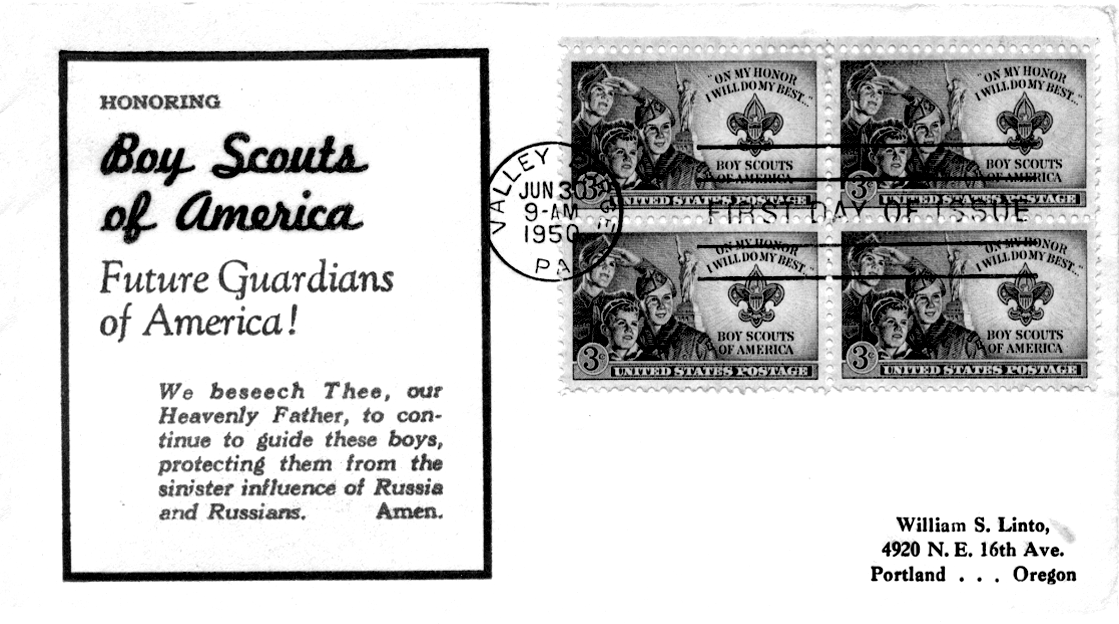 HONORING
Boy Scouts
of America
Future Guardians
of America!
We beseech Thee, our
Heavenly Father, to con-
tinue to guide these boys,
protecting them from the
sinister influence of Russia
and Russians. Amen.
VALLEY FORGE
JUN 30
9-AM
1950
PA
FIRST DAY OF ISSUE
"ON MY HONOR
I WILL DO MY BEST..."
BOY SCOUTS
OF AMERICA
3¢
UNITED STATES POSTAGE
"ON MY HONOR
I WILL DO MY BEST..."
BOY SCOUTS
OF AMERICA
3¢
UNITED STATES POSTAGE
"ON MY HONOR
I WILL DO MY BEST..."
BOY SCOUTS
OF AMERICA
3¢
UNITED STATES POSTAGE
"ON MY HONOR
I WILL DO MY BEST..."
BOY SCOUTS
OF AMERICA
3¢
UNITED STATES POSTAGE
William S. Linto,
4920 N. E. 16th Ave.
Portland . . . Oregon